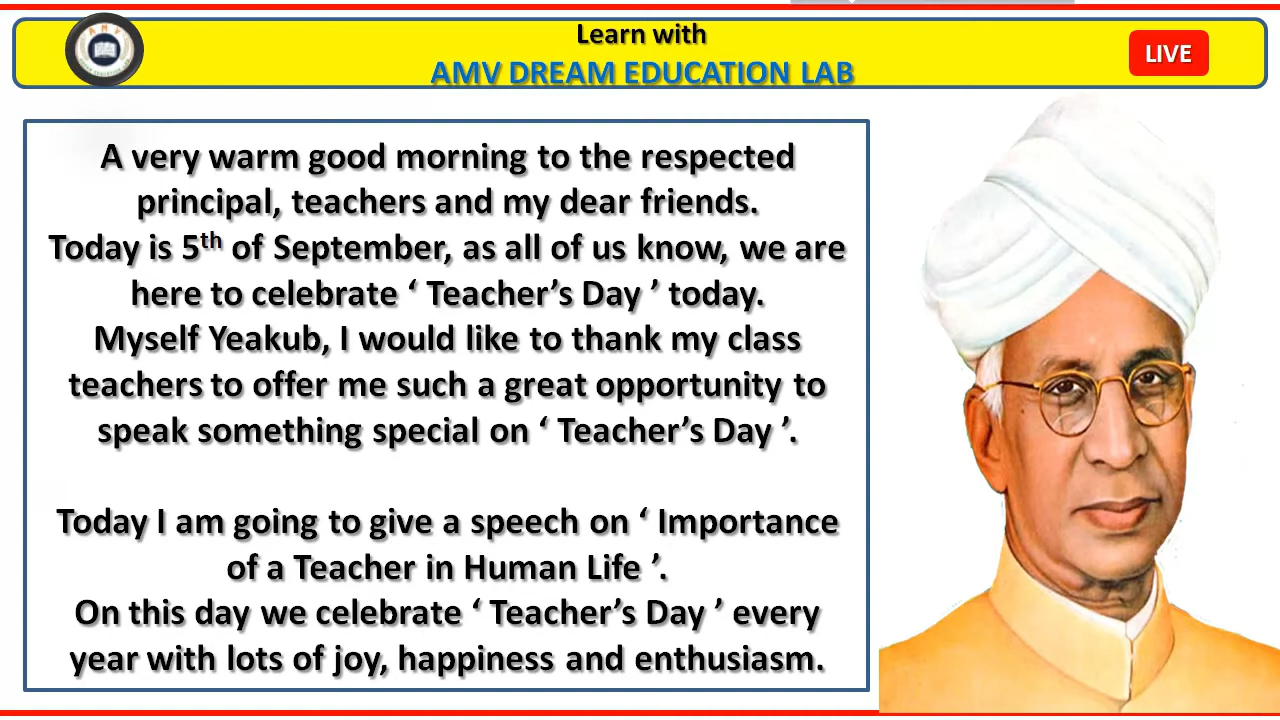 Learn with
AMV DREAM EDUCATION LAB
LIVE
A very warm good morning to the respected
principal, teachers and my dear friends.
Today is 5th of September, as all of us know, we are
here to celebrate ‘ Teacher’s Day ’ today.
Myself Yeakub, I would like to thank my class
teachers to offer me such a great opportunity to
speak something special on ‘ Teacher’s Day ’.
Today I am going to give a speech on ‘ Importance
of a Teacher in Human Life ’.
On this day we celebrate ‘ Teacher’s Day ’ every
year with lots of joy, happiness and enthusiasm.